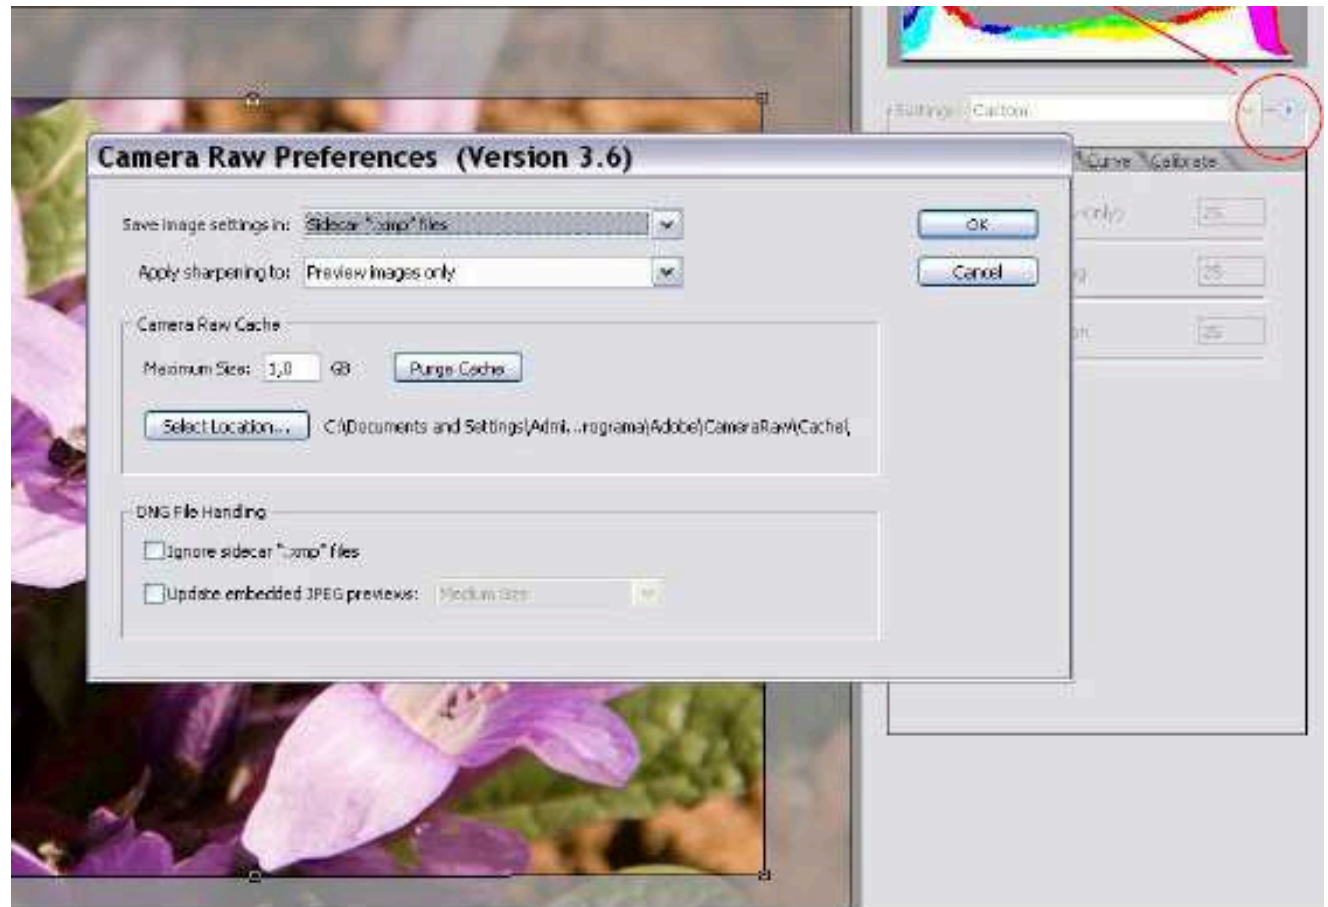 Settings: Custom
Camera Raw Preferences (Version 3.6)
Curve Calibrate
Save image settings in: Sidecar ".xmp" files
OK
25
Apply sharpening to: Preview images only
Cancel
25
Camera Raw Cache
25
Maximum Size: 1,0 GB Purge Cache
Select Location... C:\Documents and Settings\Admi...rograma\Adobe\CameraRaw\Cache\
DNG File Handling
Ignore sidecar ".xmp" files
Update embedded JPEG previews: Medium Size